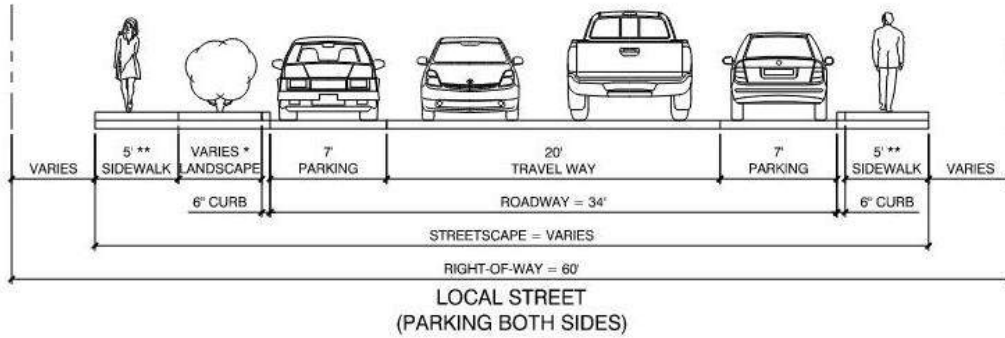 VARIES
5' **
SIDEWALK
VARIES *
LANDSCAPE
7'
PARKING
20'
TRAVEL WAY
7'
PARKING
5' **
SIDEWALK
VARIES
6" CURB
ROADWAY = 34'
6" CURB
STREETSCAPE = VARIES
RIGHT-OF-WAY = 60'
LOCAL STREET
(PARKING BOTH SIDES)